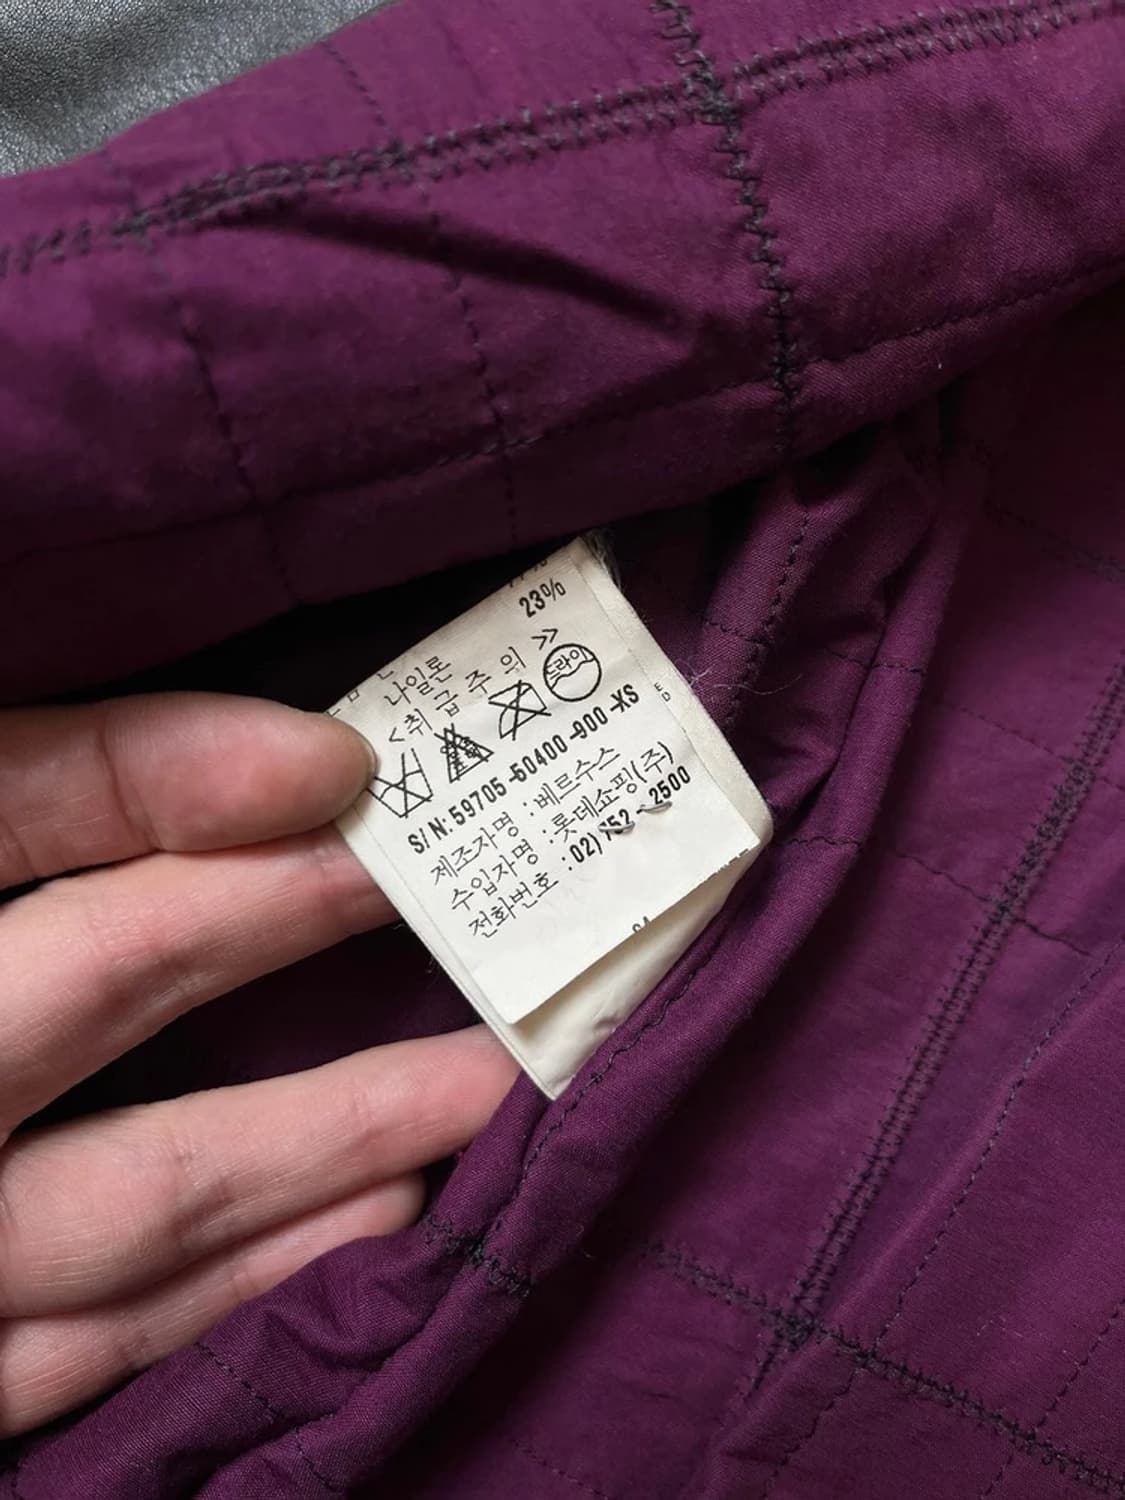 23%
나일론
<취급주의>>
드라이
S/N: 59705-50400-900-XS
제조자명 : 베르수스
수입자명 : 롯데쇼핑(주)
전화번호 : 02) 752-2500